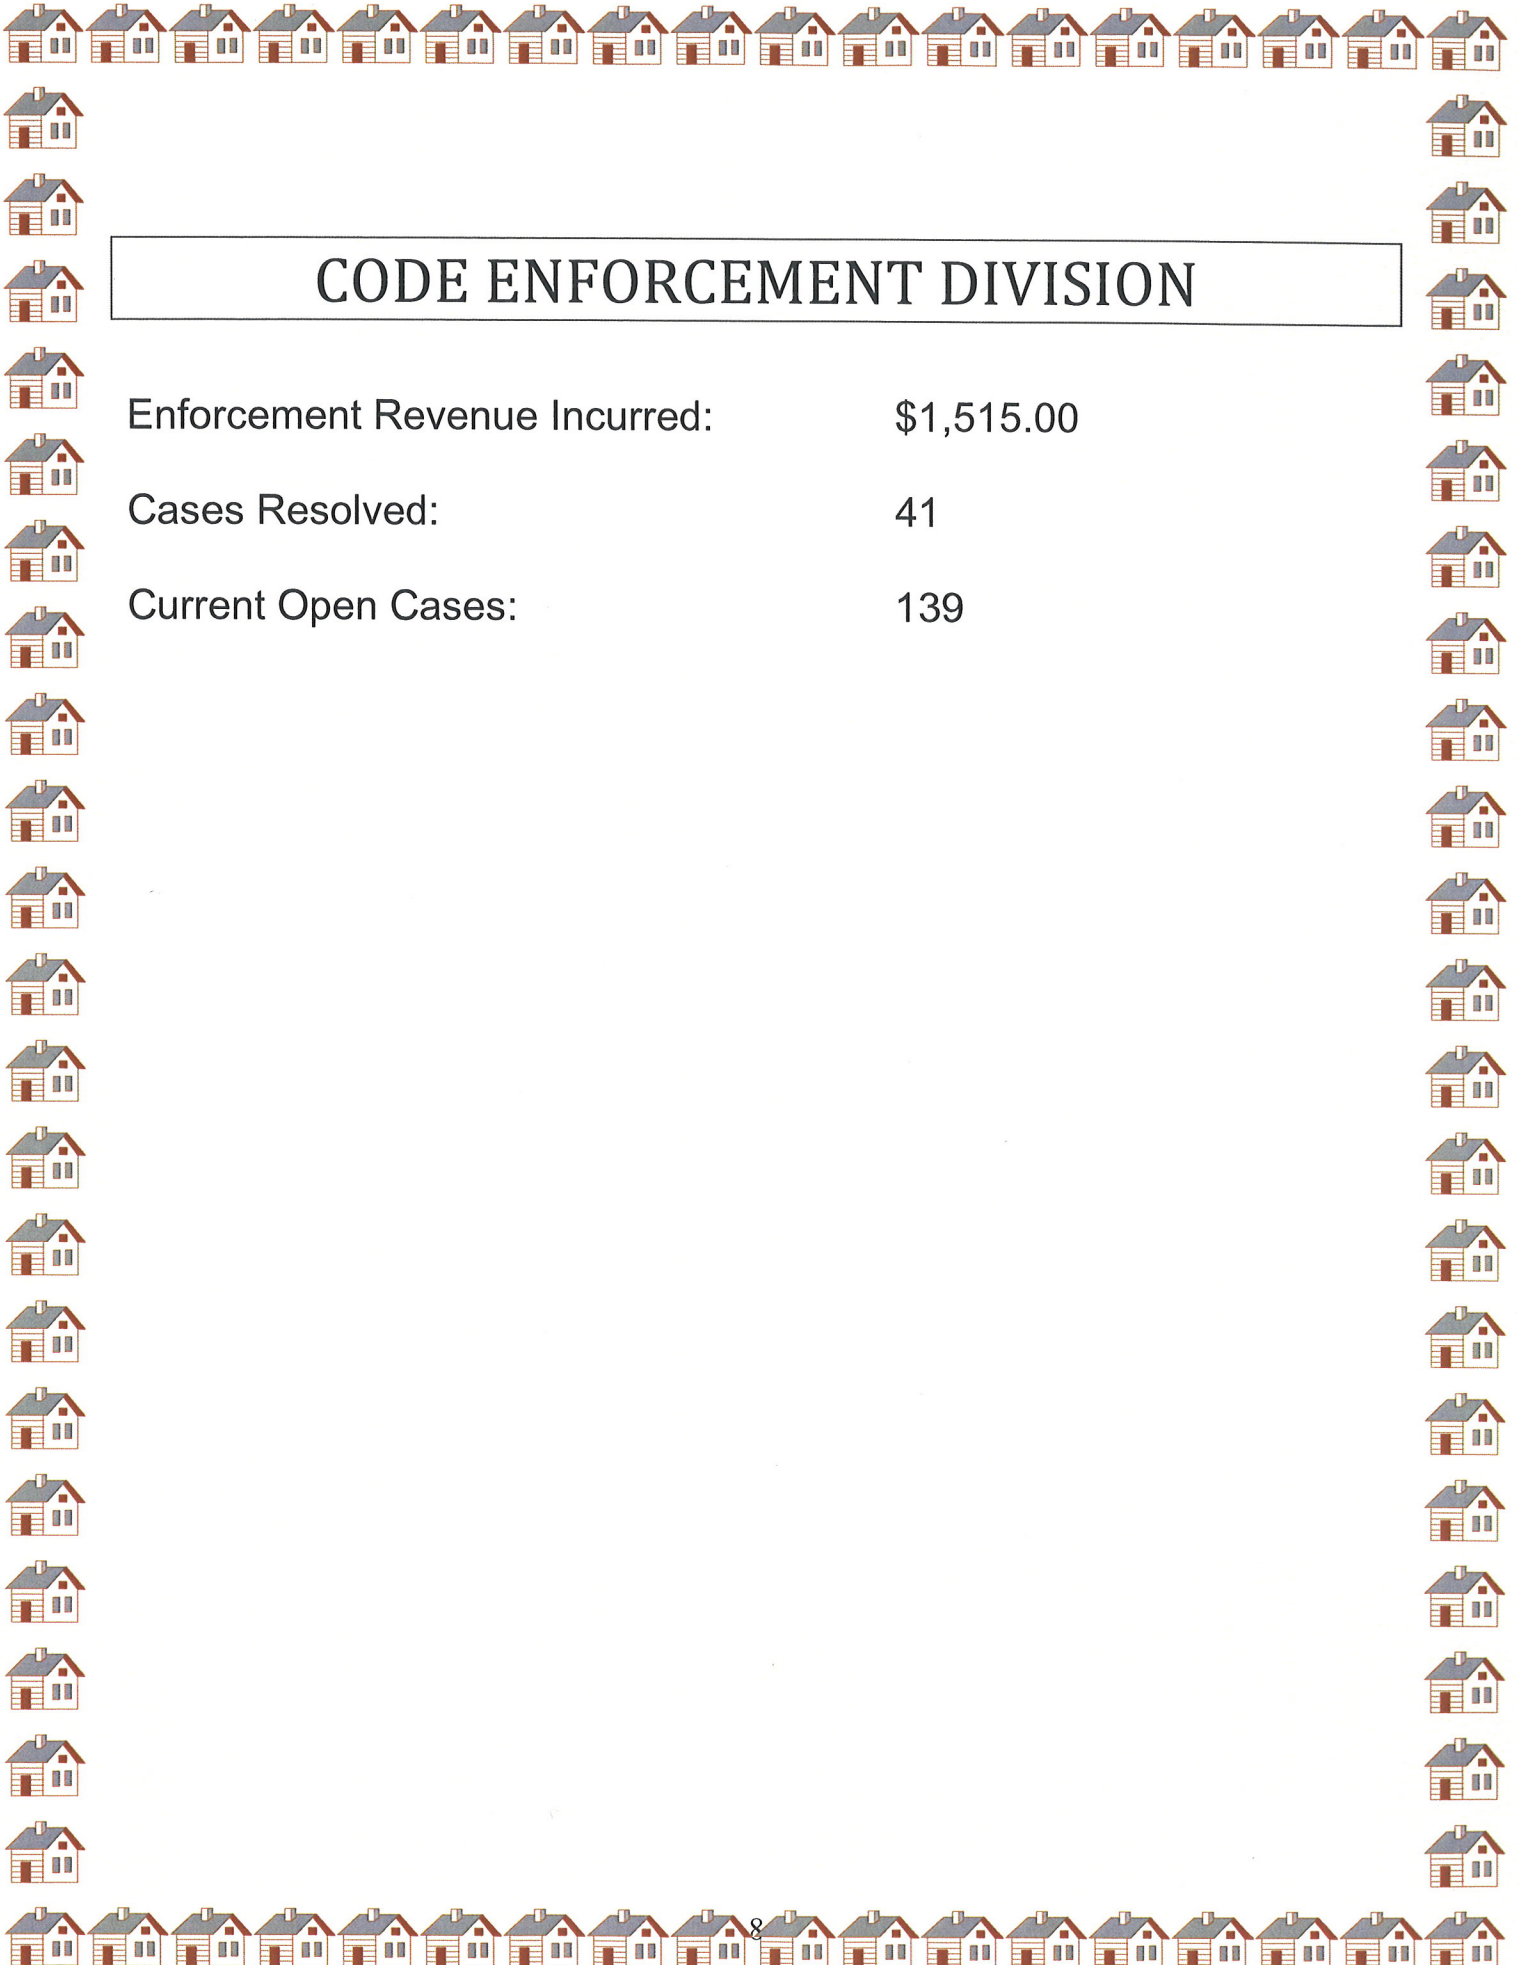 CODE ENFORCEMENT DIVISION
Enforcement Revenue Incurred: $1,515.00
Cases Resolved: 41
Current Open Cases: 139
8